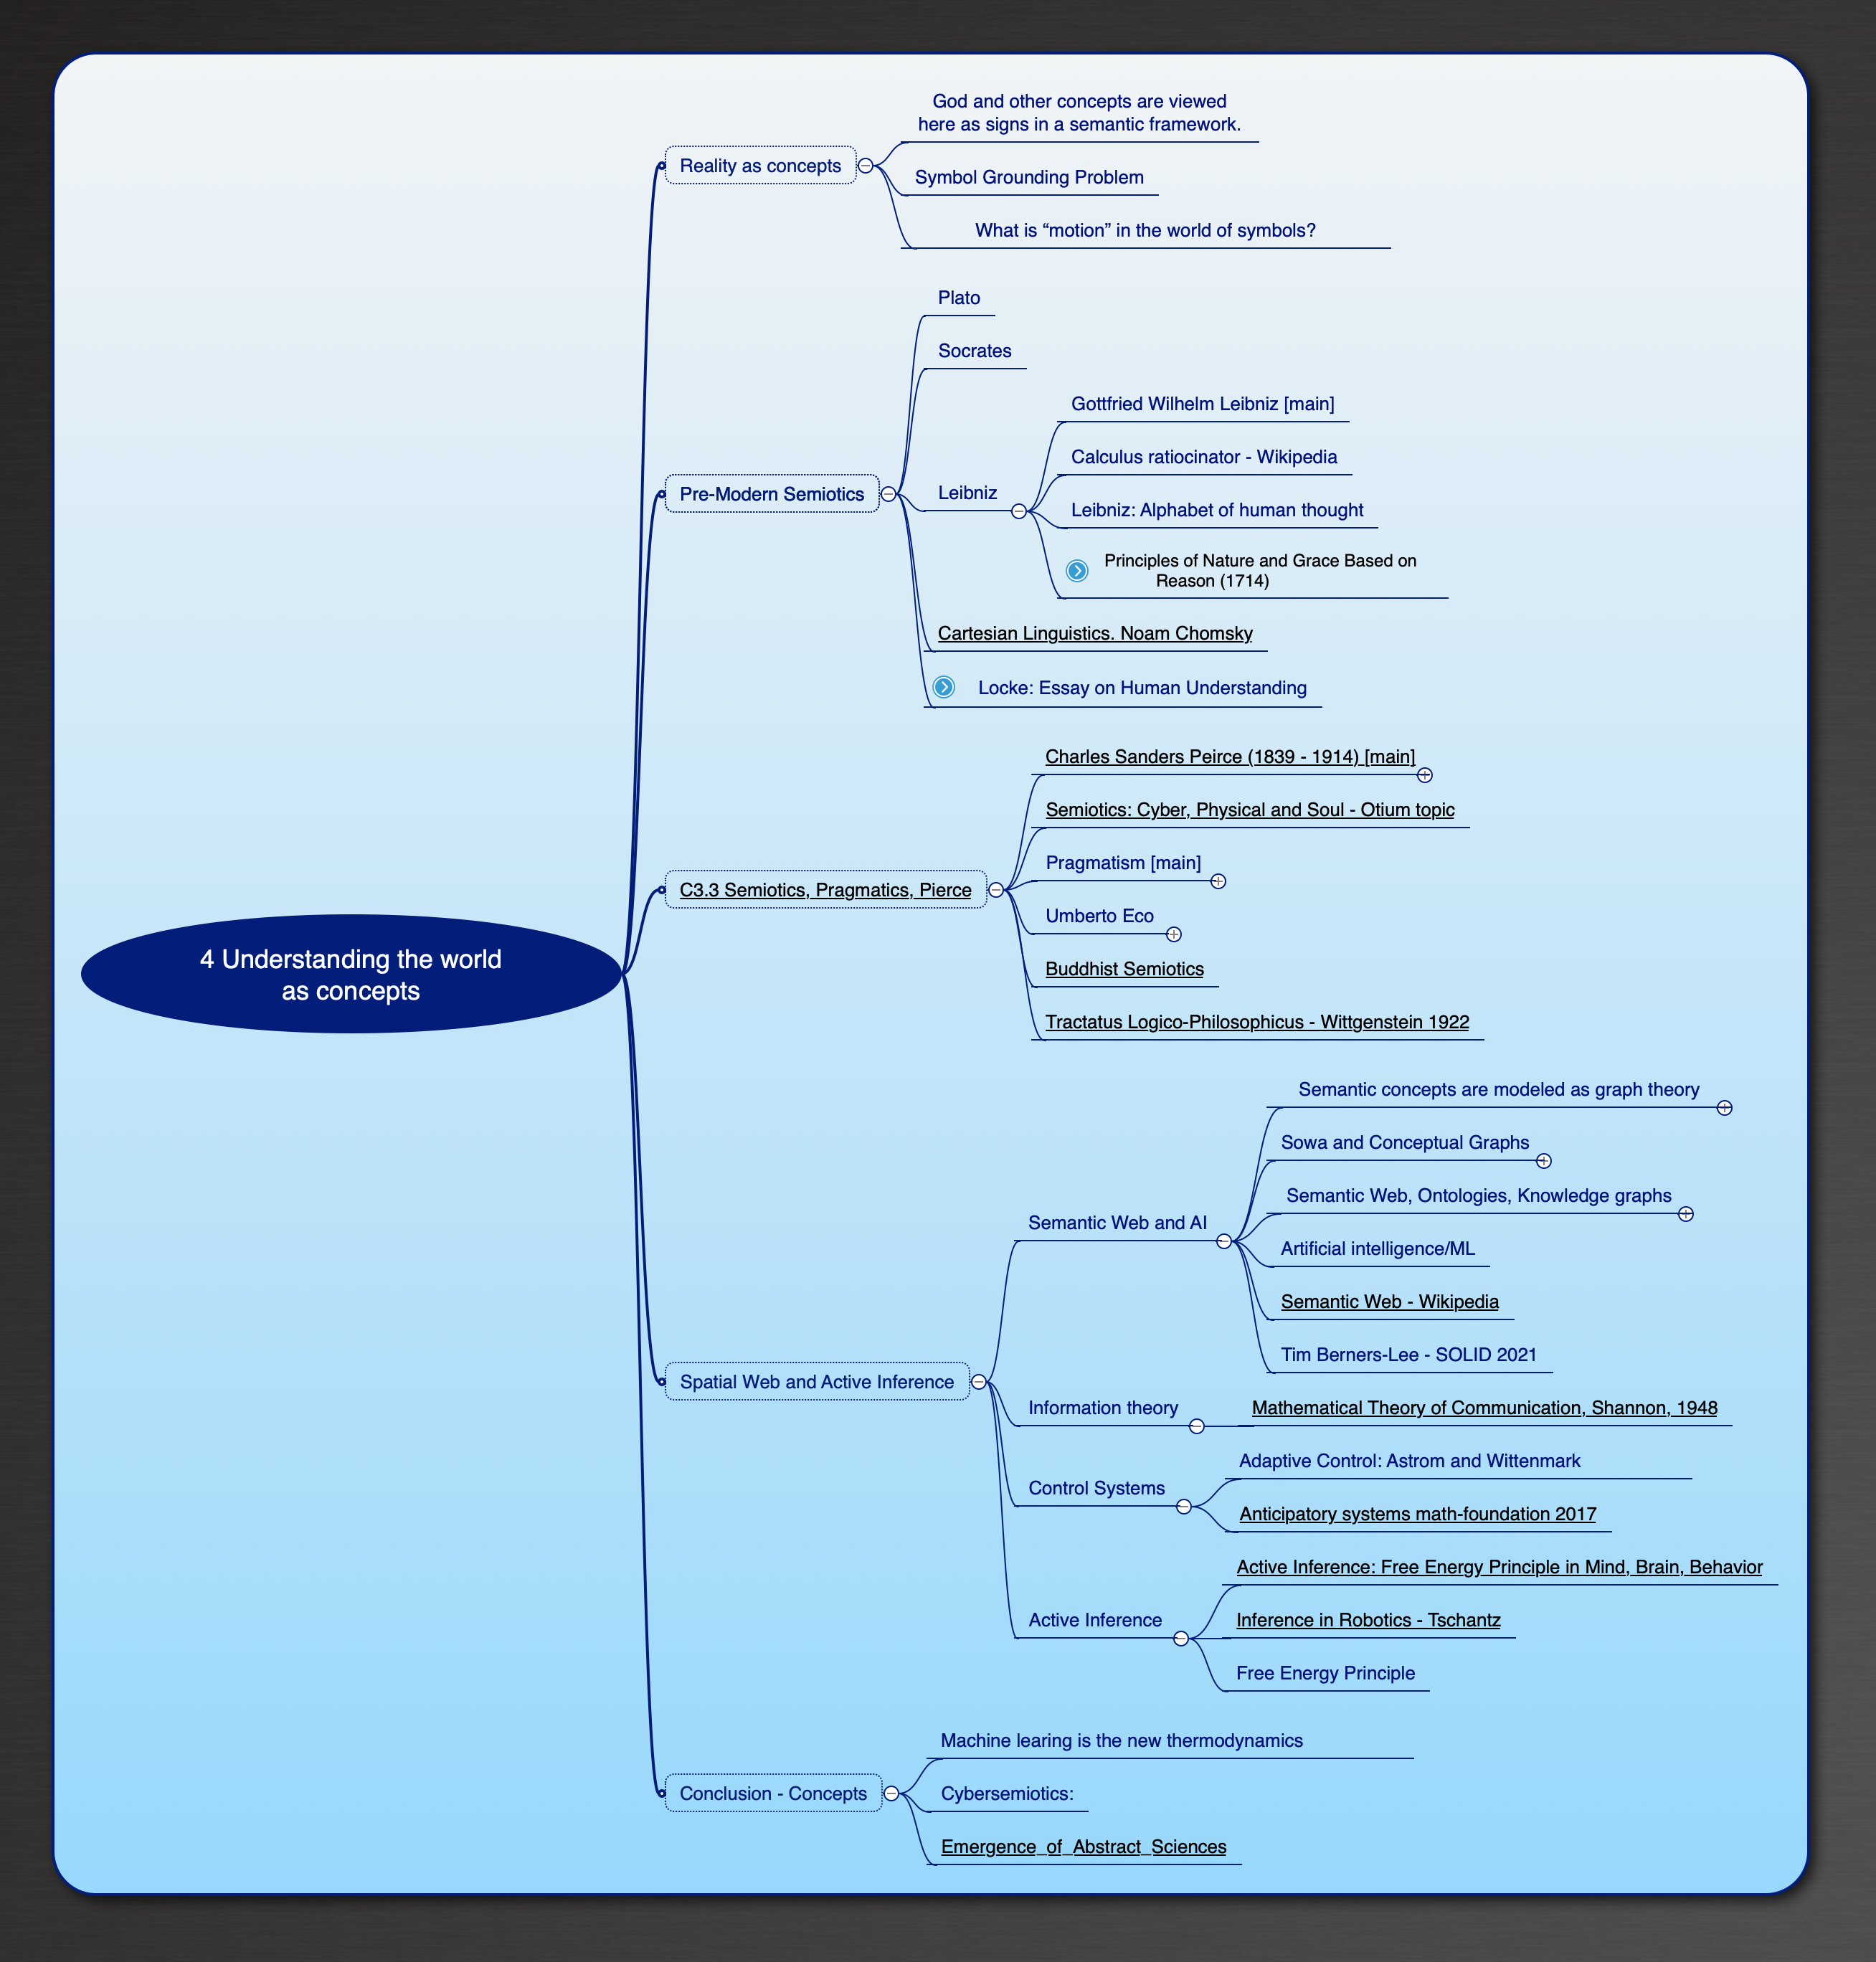 God and other concepts are viewed
here as signs in a semantic framework.
Reality as concepts
Symbol Grounding Problem
What is “motion” in the world of symbols?
Plato
Socrates
Gottfried Wilhelm Leibniz [main]
Calculus ratiocinator - Wikipedia
Pre-Modern Semiotics
Leibniz
Leibniz: Alphabet of human thought
Principles of Nature and Grace Based on
Reason (1714)
Cartesian Linguistics. Noam Chomsky
Locke: Essay on Human Understanding
Charles Sanders Peirce (1839 - 1914) [main]
Semiotics: Cyber, Physical and Soul - Otium topic
Pragmatism [main]
C3.3 Semiotics, Pragmatics, Pierce
Umberto Eco
Buddhist Semiotics
Tractatus Logico-Philosophicus - Wittgenstein 1922
4 Understanding the world
as concepts
Semantic concepts are modeled as graph theory
Sowa and Conceptual Graphs
Semantic Web, Ontologies, Knowledge graphs
Semantic Web and AI
Artificial intelligence/ML
Semantic Web - Wikipedia
Tim Berners-Lee - SOLID 2021
Spatial Web and Active Inference
Information theory
Mathematical Theory of Communication, Shannon, 1948
Adaptive Control: Astrom and Wittenmark
Control Systems
Anticipatory systems math-foundation 2017
Active Inference: Free Energy Principle in Mind, Brain, Behavior
Active Inference
Inference in Robotics - Tschantz
Free Energy Principle
Machine learing is the new thermodynamics
Conclusion - Concepts
Cybersemiotics:
Emergence_of_Abstract_Sciences